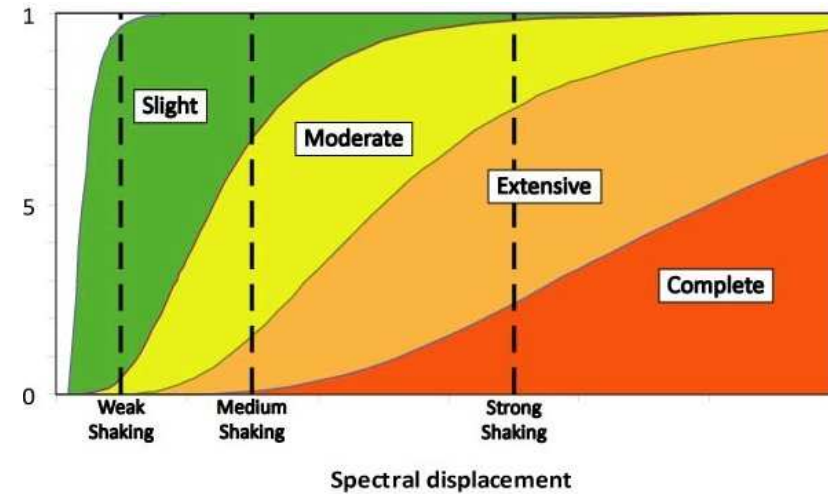 1
Slight
Moderate
5
Extensive
Complete
0
Weak
Shaking
Medium
Shaking
Strong
Shaking
Spectral displacement